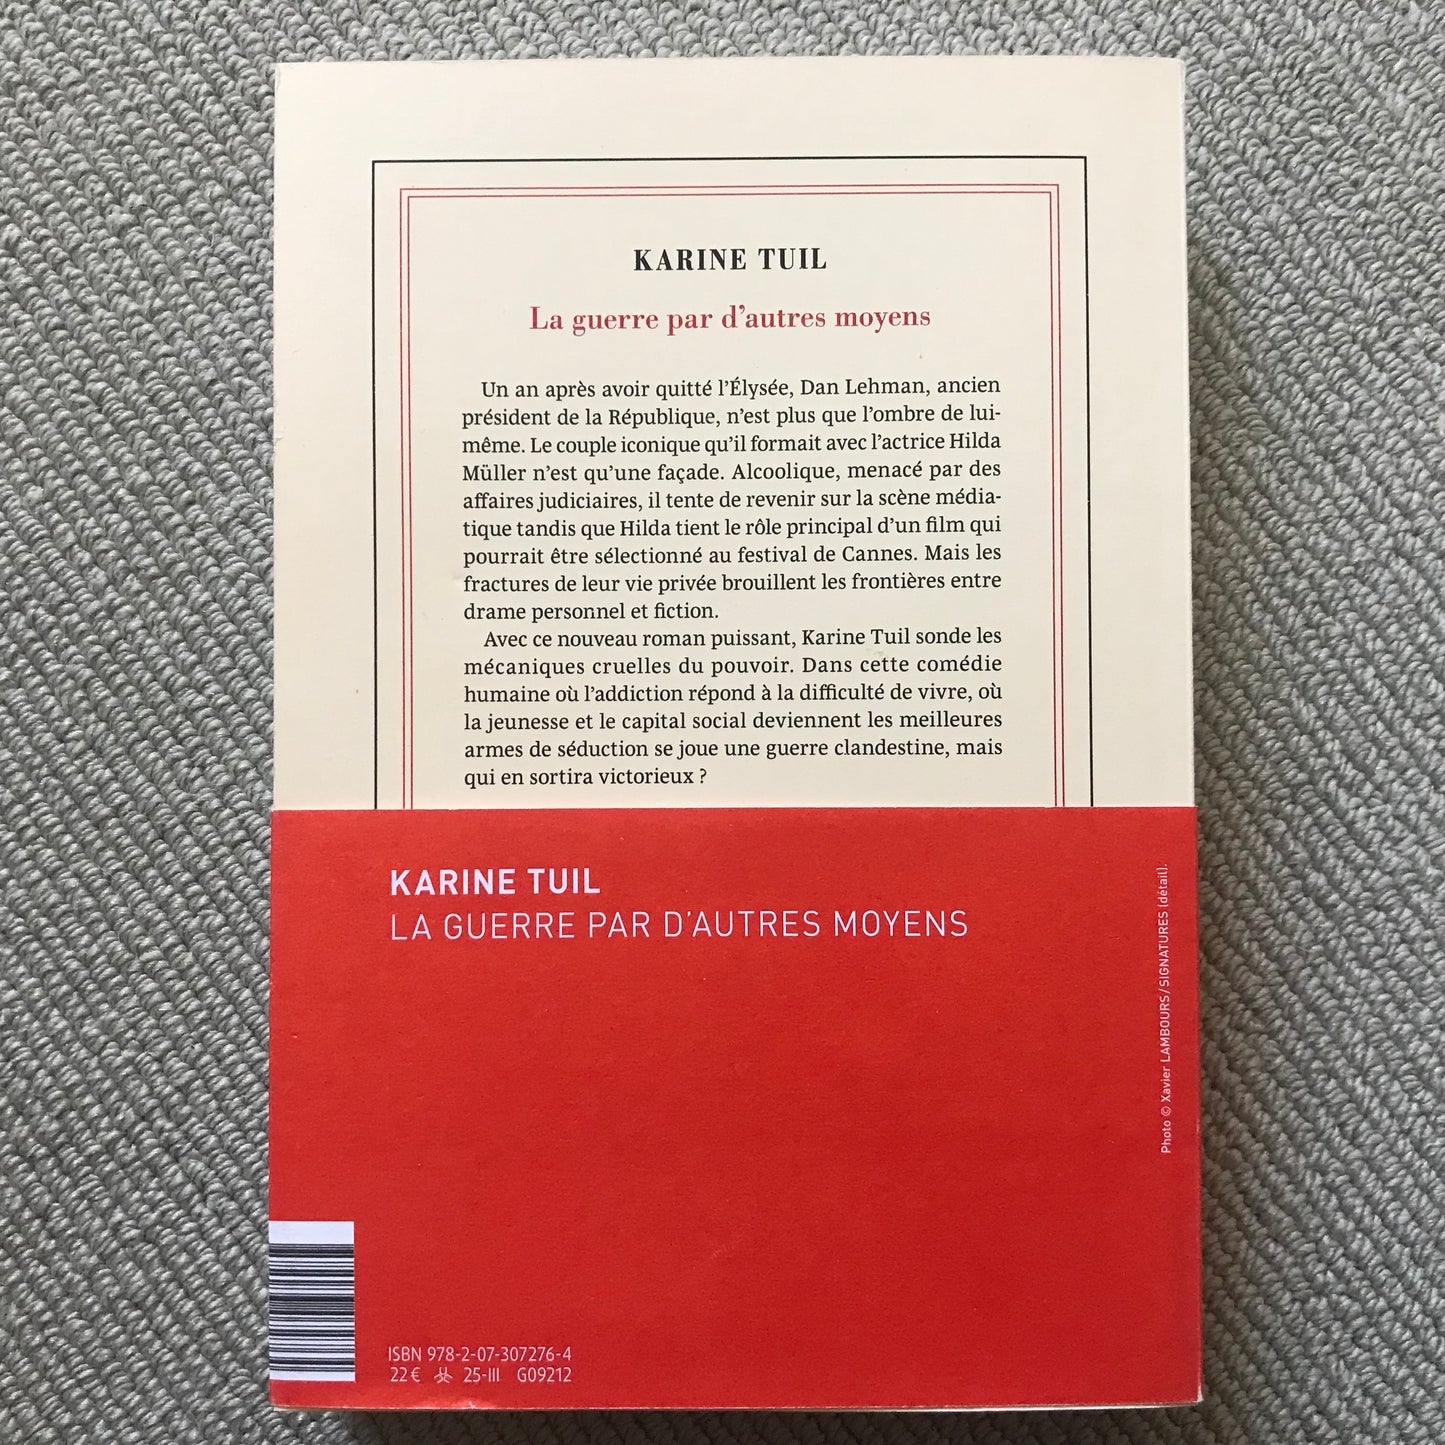 KARINE TUIL
La guerre par d’autres moyens
Un an après avoir quitté l’Élysée, Dan Lehman, ancien
président de la République, n’est plus que l’ombre de lui-
même. Le couple iconique qu’il formait avec l’actrice Hilda
Müller n’est qu’une façade. Alcoolique, menacé par des
affaires judiciaires, il tente de revenir sur la scène média-
tique tandis que Hilda tient le rôle principal d’un film qui
pourrait être sélectionné au festival de Cannes. Mais les
fractures de leur vie privée brouillent les frontières entre
drame personnel et fiction.
Avec ce nouveau roman puissant, Karine Tuil sonde les
mécaniques cruelles du pouvoir. Dans cette comédie
humaine où l’addiction répond à la difficulté de vivre, où
la jeunesse et le capital social deviennent les meilleures
armes de séduction se joue une guerre clandestine, mais
qui en sortira victorieux ?
KARINE TUIL
LA GUERRE PAR D’AUTRES MOYENS
Photo © Xavier LAMBOURS/SIGNATURES (détail).
ISBN 978-2-07-307276-4
22 € 25-III G09212